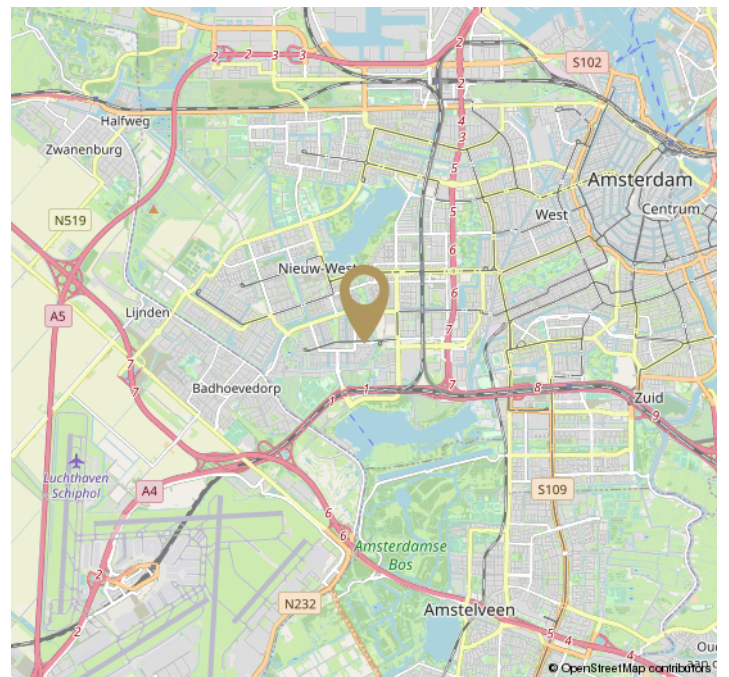 2
2
2
3
3
S102
2
4
3
Halfweg
Zwanenburg
5
Amsterdam
N519
West
5
Centrum
6
Nieuw-West
6
A5
Lijnden
7
7
7
Badhoevedorp
1
1
7
8
Zuid
9
Luchthaven
Schiphol
A4
S109
6
6
Amsterdamse
Bos
2
N232
Amstelveen
2
5
4
4
Ou
aan d
© OpenStreetMap contributors